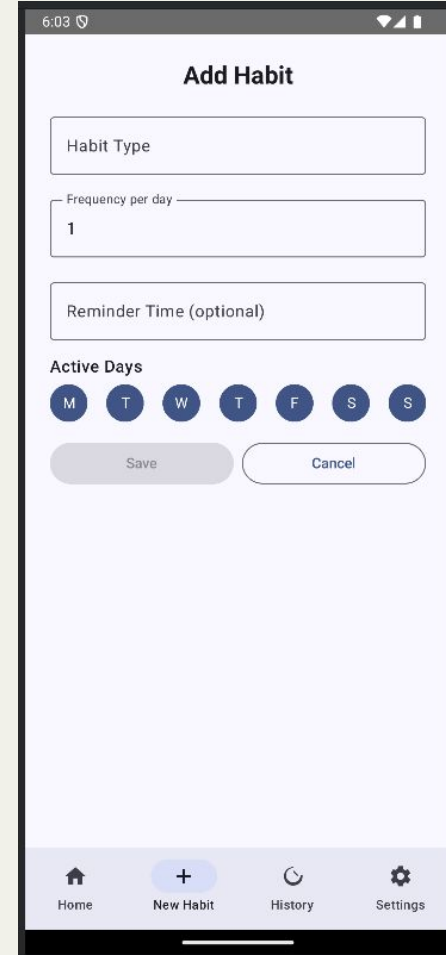 6:03
Add Habit
Habit Type
Frequency per day
1
Reminder Time (optional)
Active Days
M T W T F S S
Save Cancel
Home New Habit History Settings